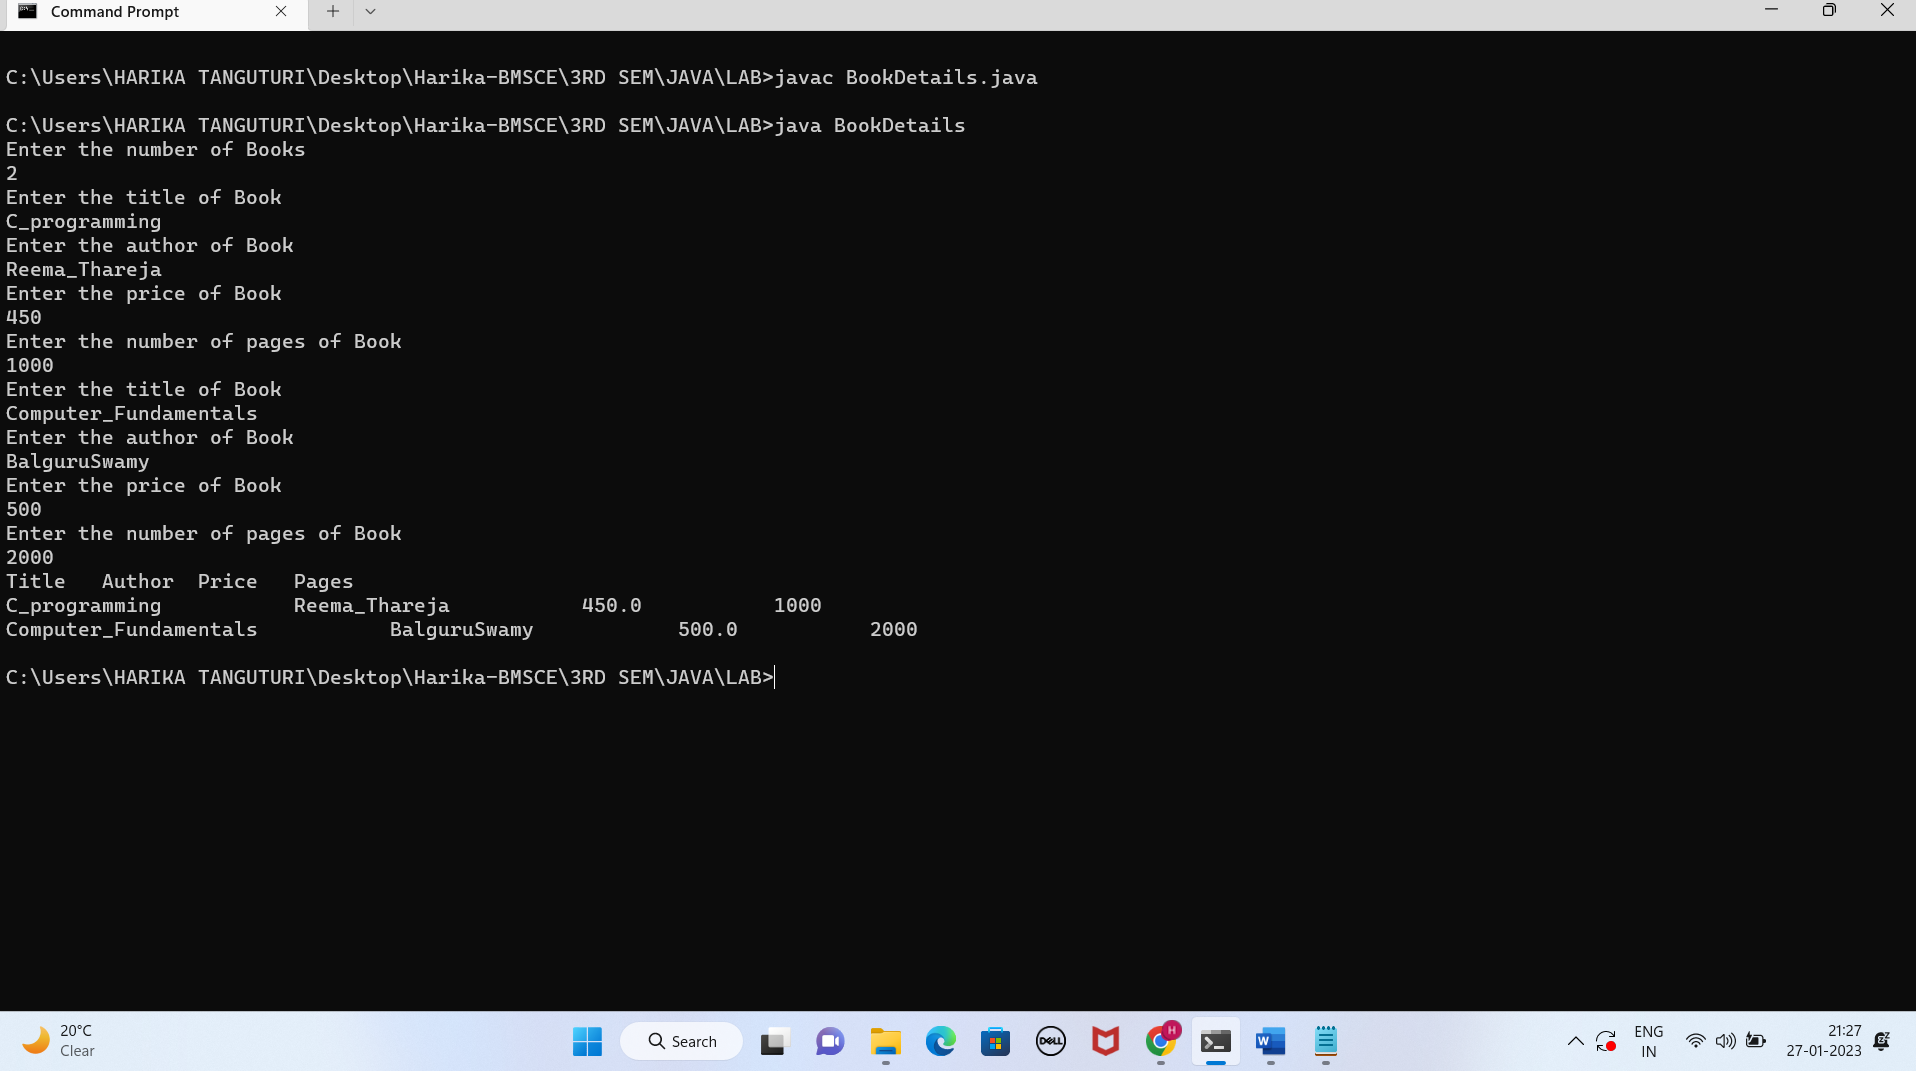 Command Prompt
C:\Users\HARIKA TANGUTURI\Desktop\Harika-BMSCE\3RD SEM\JAVA\LAB>javac BookDetails.java
C:\Users\HARIKA TANGUTURI\Desktop\Harika-BMSCE\3RD SEM\JAVA\LAB>java BookDetails
Enter the number of Books
2
Enter the title of Book
C_programming
Enter the author of Book
Reema_Thareja
Enter the price of Book
450
Enter the number of pages of Book
1000
Enter the title of Book
Computer_Fundamentals
Enter the author of Book
BalguruSwamy
Enter the price of Book
500
Enter the number of pages of Book
2000
Title   Author  Price   Pages
C_programming           Reema_Thareja           450.0           1000
Computer_Fundamentals           BalguruSwamy            500.0           2000
C:\Users\HARIKA TANGUTURI\Desktop\Harika-BMSCE\3RD SEM\JAVA\LAB>
20°C
Clear
Search
DELL
H
W
ENG
IN
21:27
27-01-2023